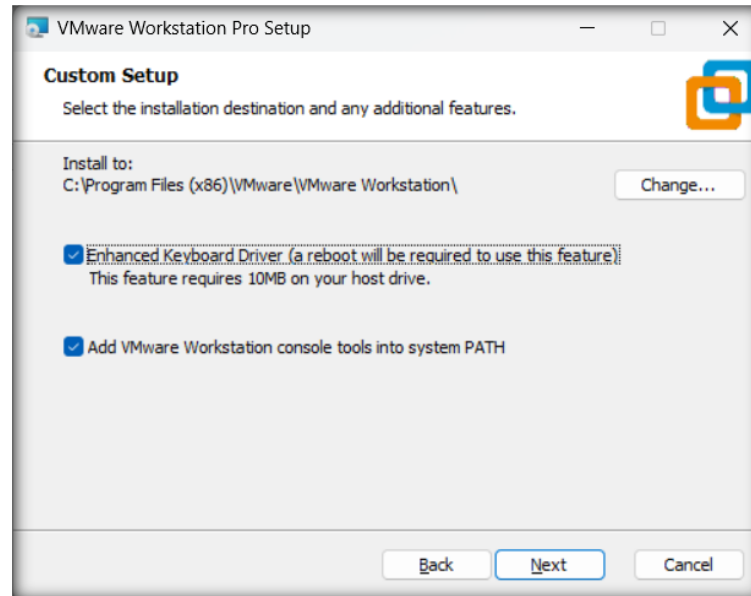 VMware Workstation Pro Setup
Custom Setup
Select the installation destination and any additional features.
Install to:
C:\Program Files (x86)\VMware\VMware Workstation\
Change...
Enhanced Keyboard Driver (a reboot will be required to use this feature)
This feature requires 10MB on your host drive.
Add VMware Workstation console tools into system PATH
Back Next Cancel